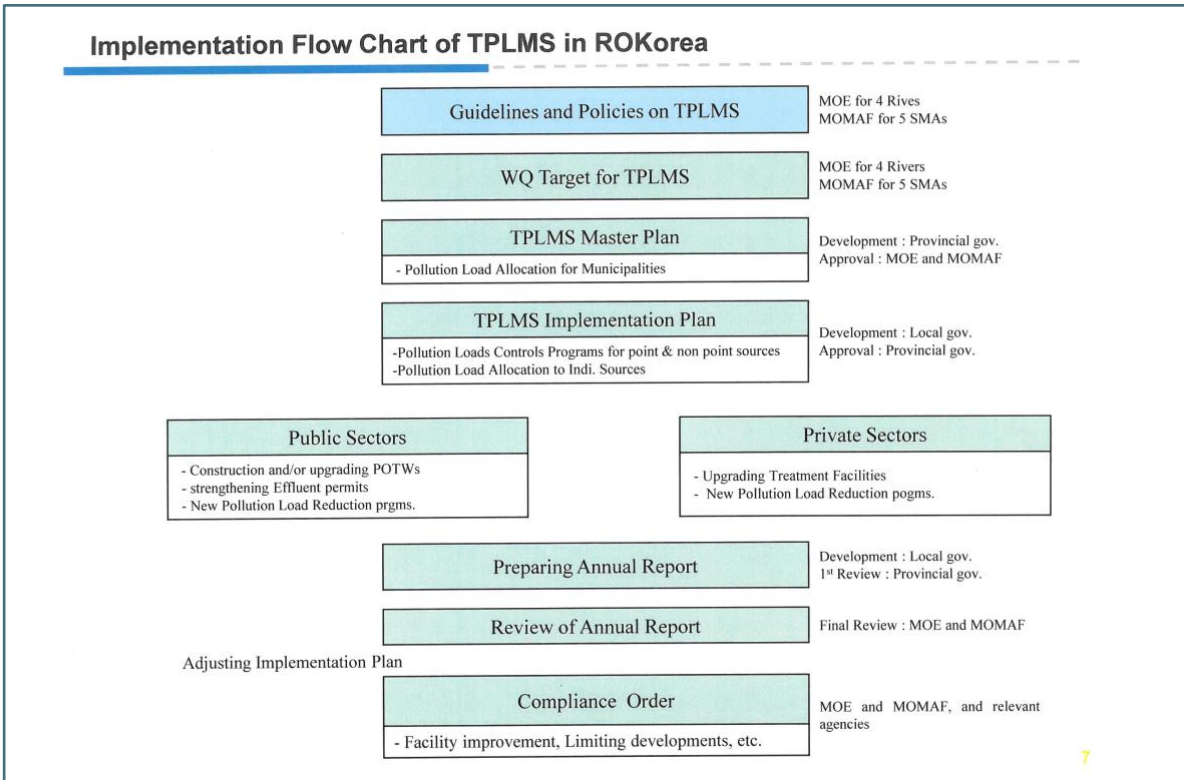 Implementation Flow Chart of TPLMS in ROKorea
Guidelines and Policies on TPLMS
MOE for 4 Rives
MOMAF for 5 SMAs
WQ Target for TPLMS
MOE for 4 Rivers
MOMAF for 5 SMAs
TPLMS Master Plan
- Pollution Load Allocation for Municipalities
Development : Provincial gov.
Approval : MOE and MOMAF
TPLMS Implementation Plan
-Pollution Loads Controls Programs for point & non point sources
-Pollution Load Allocation to Indi. Sources
Development : Local gov.
Approval : Provincial gov.
Public Sectors
- Construction and/or upgrading POTWs
- strengthening Effluent permits
- New Pollution Load Reduction prgms.
Private Sectors
- Upgrading Treatment Facilities
- New Pollution Load Reduction pogms.
Preparing Annual Report
Development : Local gov.
1st Review : Provincial gov.
Review of Annual Report
Final Review : MOE and MOMAF
Adjusting Implementation Plan
Compliance Order
- Facility improvement, Limiting developments, etc.
MOE and MOMAF, and relevant
agencies
7